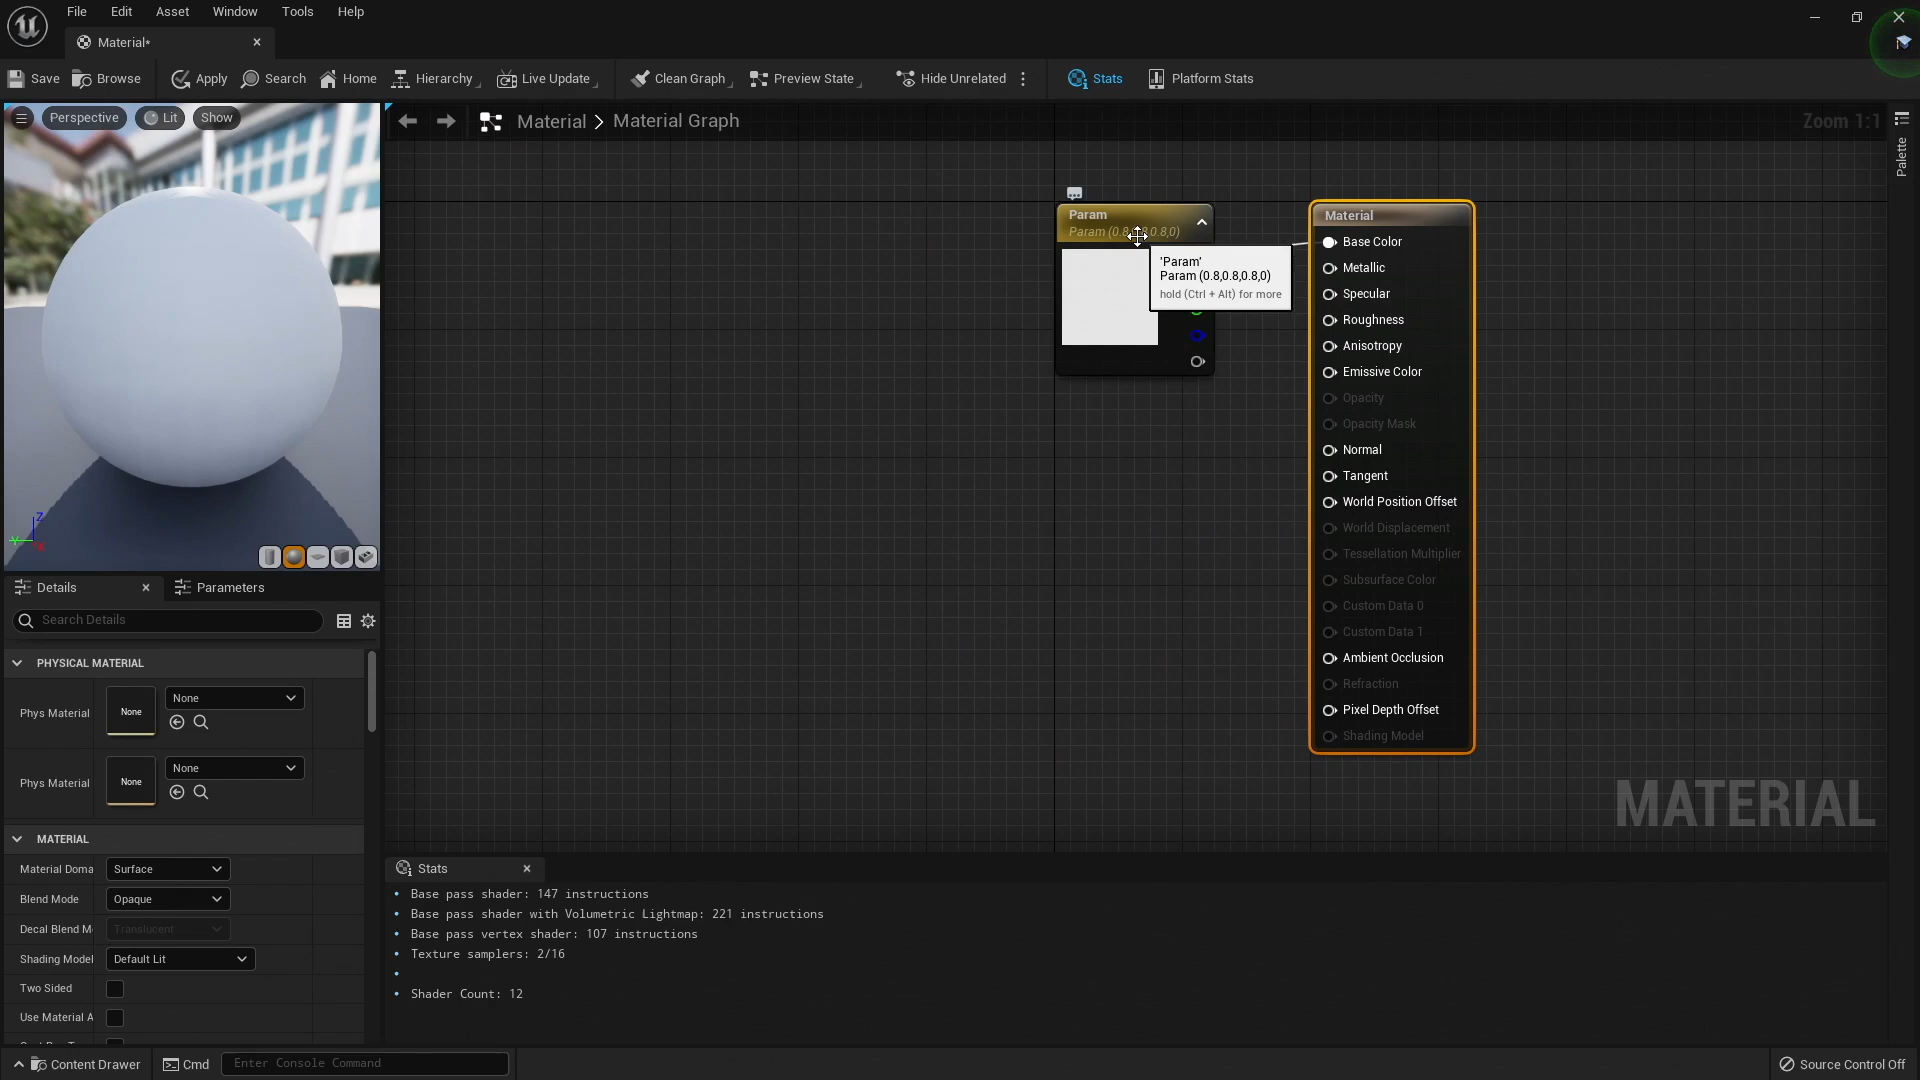 File Edit Asset Window Tools Help
Material*
Save Browse Apply Search Home Hierarchy Live Update Clean Graph Preview State Hide Unrelated Stats Platform Stats
Perspective Lit Show
Material > Material Graph
Zoom 1:1
Palette
Param
Param (0.8,0.8,0.8,0)
'Param'
Param (0.8,0.8,0.8,0)
hold (Ctrl + Alt) for more
Material
Base Color
Metallic
Specular
Roughness
Anisotropy
Emissive Color
Opacity
Opacity Mask
Normal
Tangent
World Position Offset
World Displacement
Tessellation Multiplier
Subsurface Color
Custom Data 0
Custom Data 1
Ambient Occlusion
Refraction
Pixel Depth Offset
Shading Model
MATERIAL
Z
Y
Details Parameters
Search Details
PHYSICAL MATERIAL
Phys Material None None
Phys Material None None
MATERIAL
Material Doma Surface
Blend Mode Opaque
Decal Blend M Translucent
Shading Model Default Lit
Two Sided
Use Material A
Stats
• Base pass shader: 147 instructions
• Base pass shader with Volumetric Lightmap: 221 instructions
• Base pass vertex shader: 107 instructions
• Texture samplers: 2/16
•
• Shader Count: 12
Content Drawer Cmd Enter Console Command Source Control Off